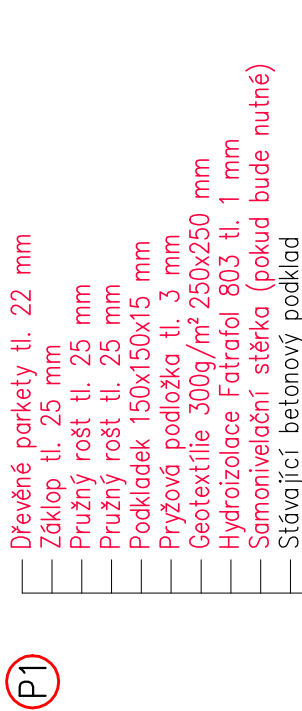 P1
Dřevěné parkety tl. 22 mm
Záklop tl. 25 mm
Pružný rošt tl. 25 mm
Pružný rošt tl. 25 mm
Podkladek 150x150x15 mm
Pryžová podložka tl. 3 mm
Geotextílie 300g/m² 250x250 mm
Hydroizolace Fatrafol 803 tl. 1 mm
Samonivelační stěrka (pokud bude nutné)
Stávající betonový podklad